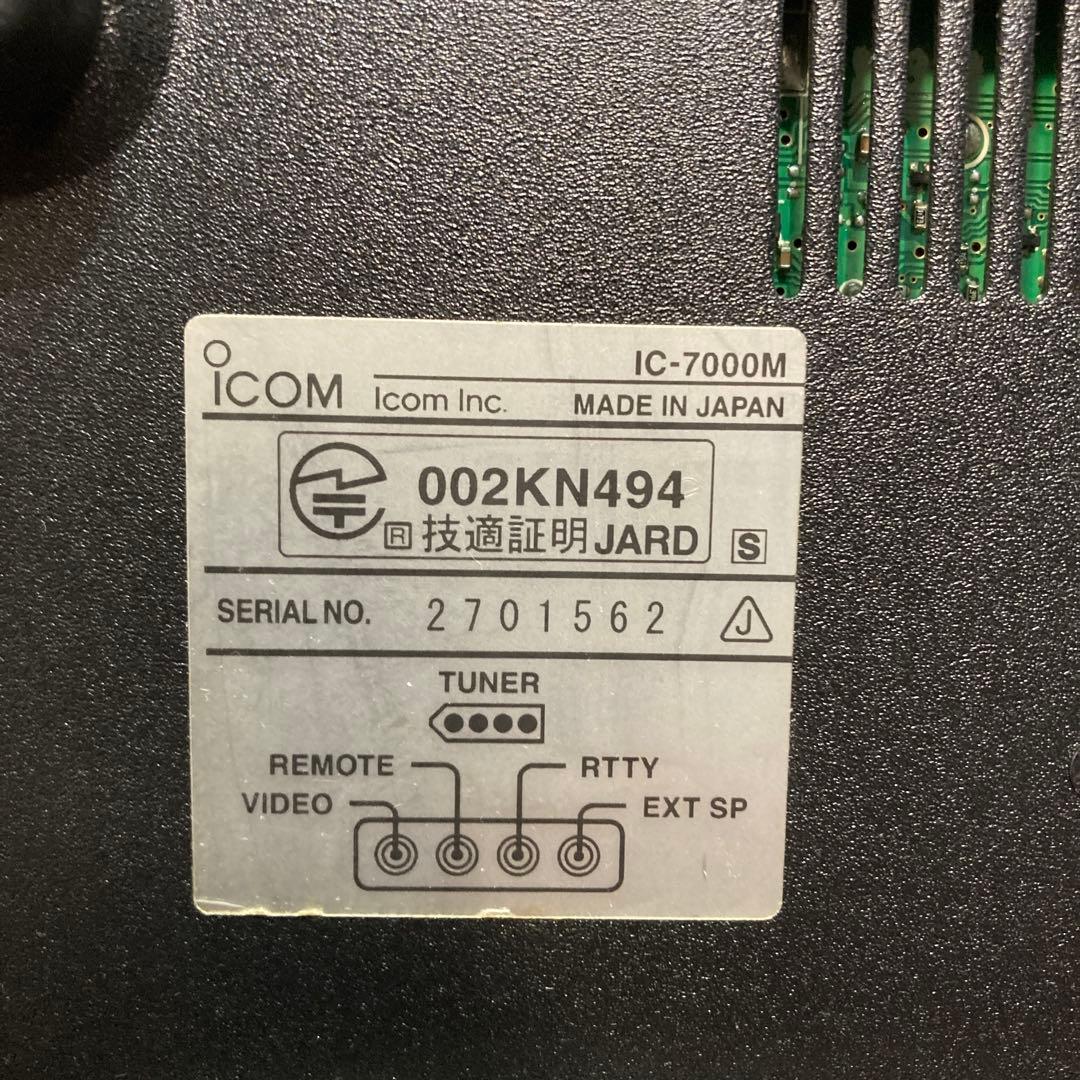 IC-7000M
ICOM Icom Inc. MADE IN JAPAN
002KN494
R 技適証明 JARD S
SERIAL NO. 2701562 J
TUNER
REMOTE RTTY
VIDEO EXT SP